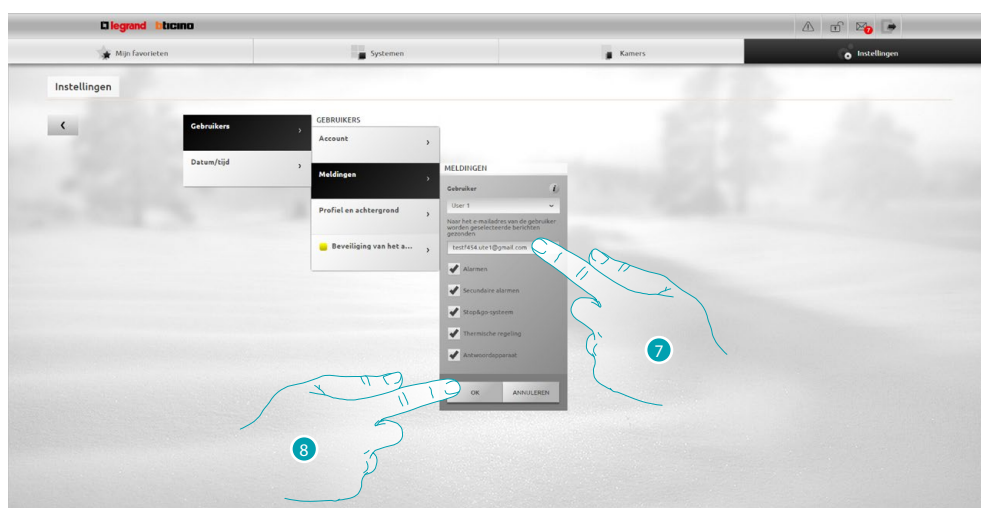 legrand bticino
7
Mijn favorieten
Systemen
Kamers
Instellingen
Instellingen
Gebruikers
Datum/tijd
GEBRUIKERS
Account
Meldingen
Profiel en achtergrond
Beveiliging van het a...
MELDINGEN
Gebruiker
i
User 1
Naar het e-mailadres van de gebruiker
worden geselecteerde berichten
gezonden
test7454.ute1@gmail.com
Alarmen
Secundaire alarmen
Stop&go-systeem
Thermische regeling
Antwoordapparaat
OK
ANNULEREN
7
8